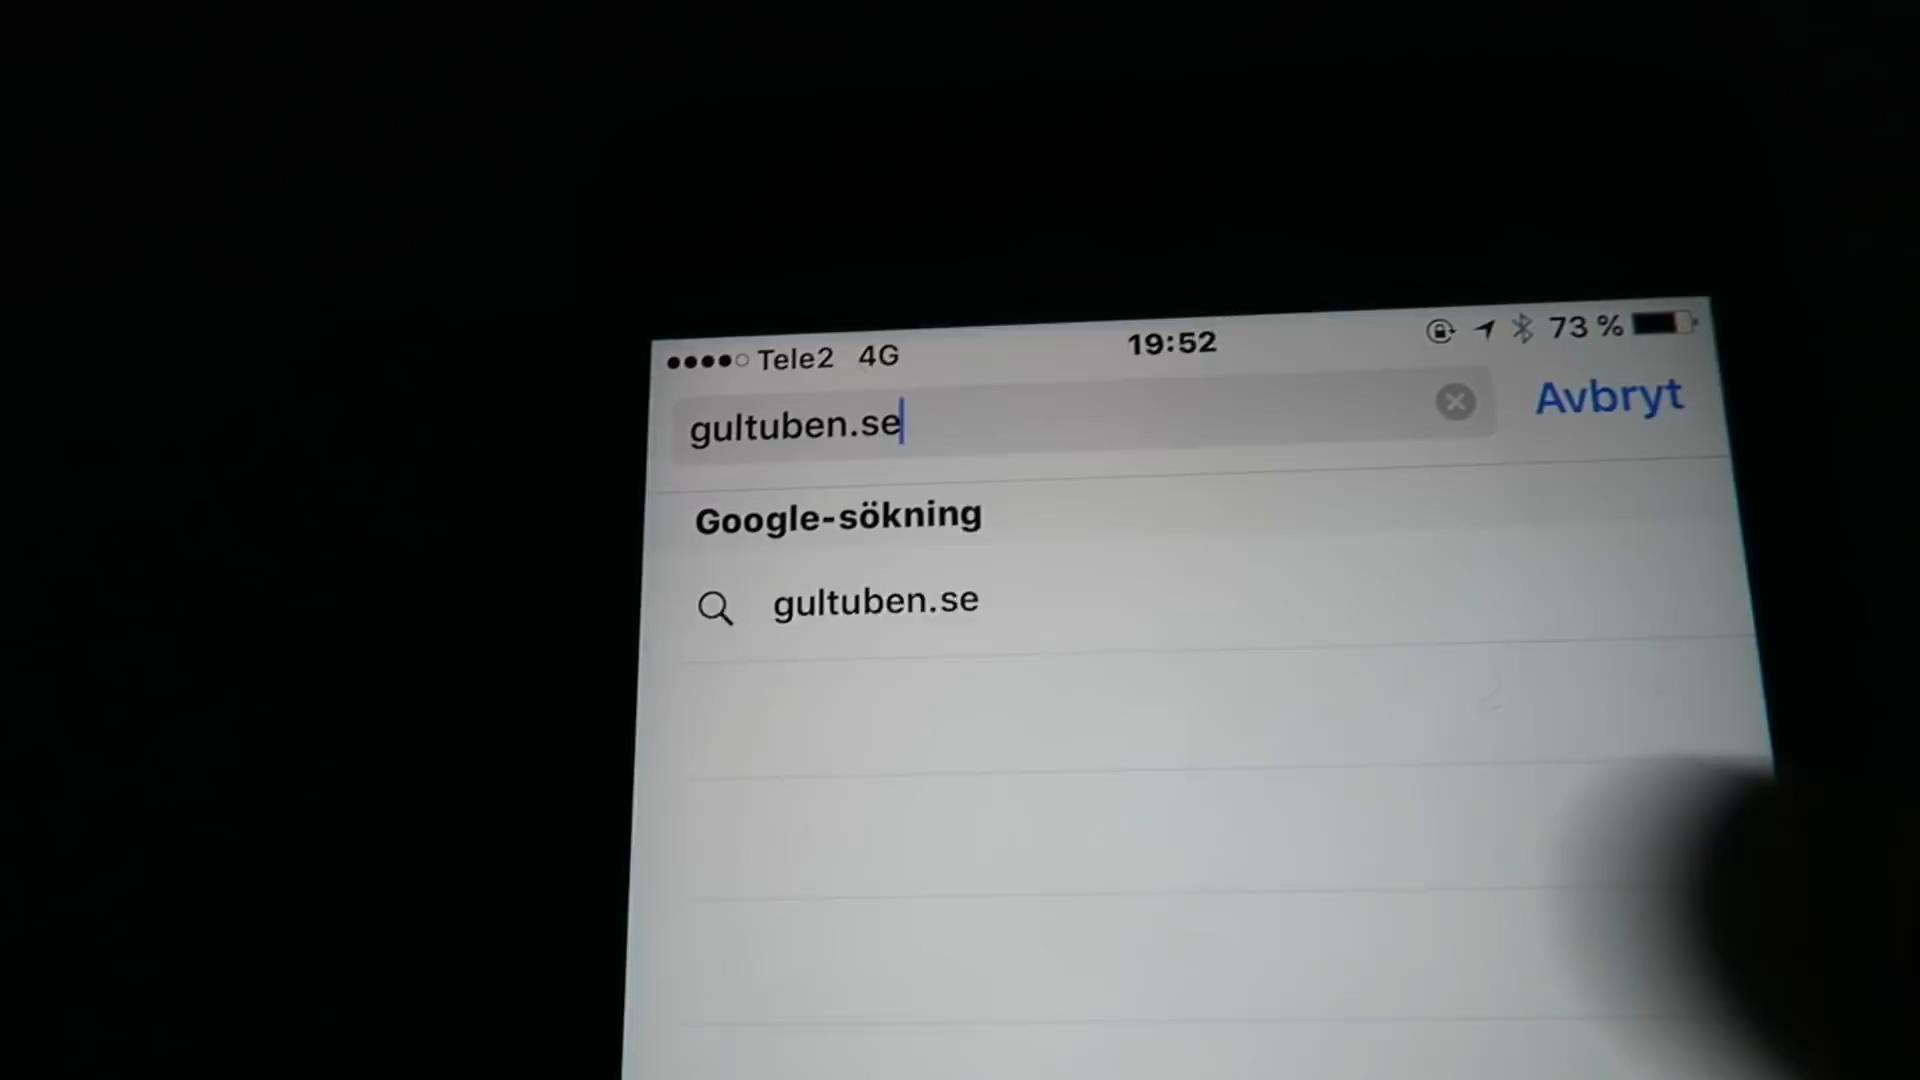 Tele2 4G 19:52 73 %
gultuben.se Avbryt
Google-sökning
gultuben.se